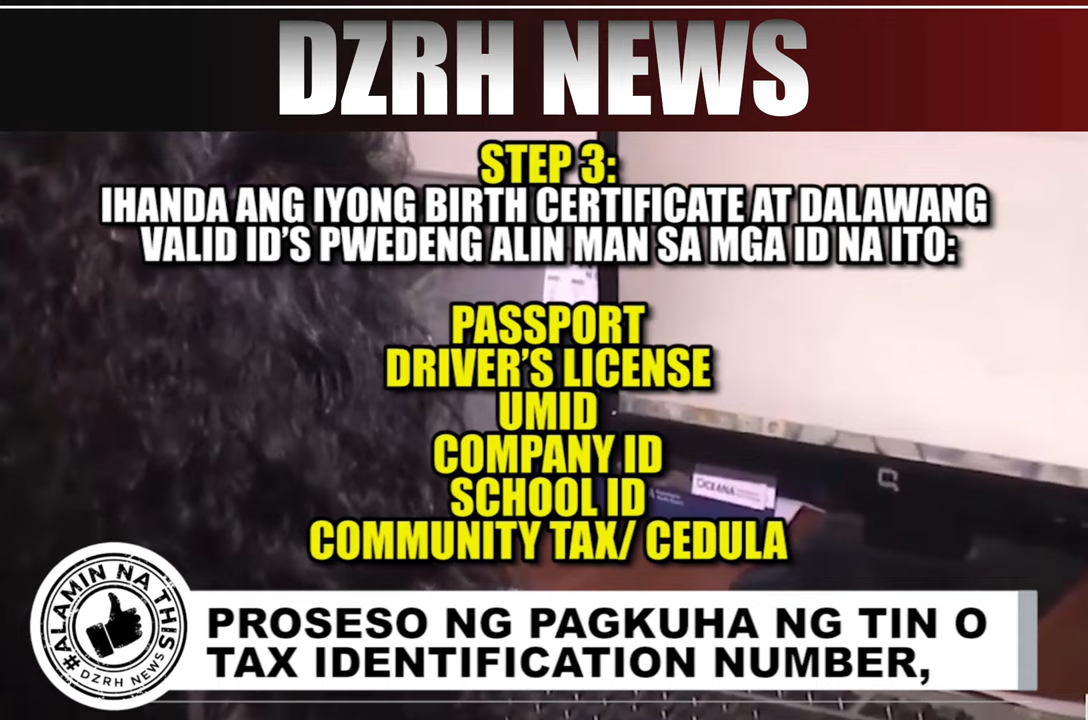 DZRH NEWS
STEP 3:
IHANDA ANG IYONG BIRTH CERTIFICATE AT DALAWANG
VALID ID'S PWEDENG ALIN MAN SA MGA ID NA ITO:
PASSPORT
DRIVER'S LICENSE
UMID
COMPANY ID
SCHOOL ID
COMMUNITY TAX/ CEDULA
OCEANA
#ALAMIN NA THIS
DZRH NEWS
PROSESO NG PAGKUHA NG TIN O
TAX IDENTIFICATION NUMBER,